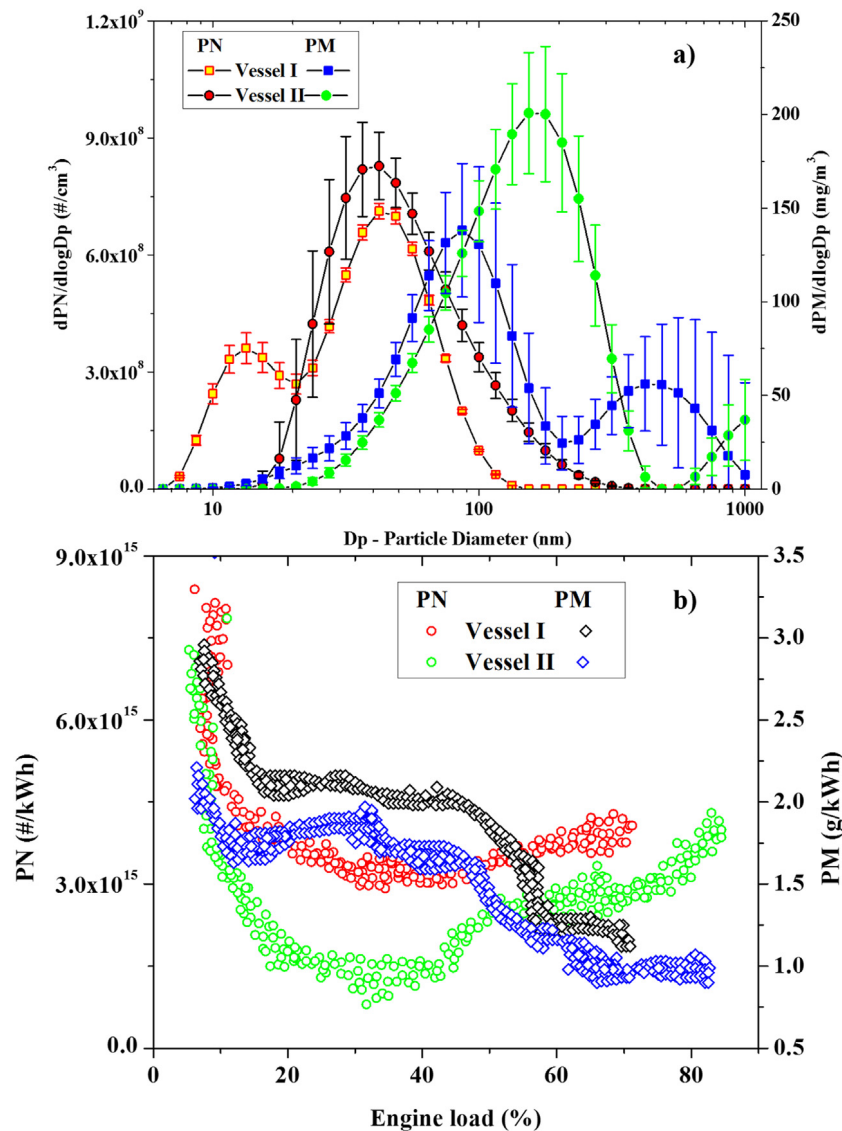 a)
PN PM
Vessel I
Vessel II
1.2x10⁹
9.0x10⁸
6.0x10⁸
3.0x10⁸
0.0
dPN/dlogDp (#/cm³)
250
200
150
100
50
0
dPM/dlogDp (mg/m³)
10 100 1000
Dp - Particle Diameter (nm)
b)
PN PM
Vessel I
Vessel II
9.0x10¹⁵
6.0x10¹⁵
3.0x10¹⁵
0.0
PN (#/kWh)
3.5
3.0
2.5
2.0
1.5
1.0
0.5
PM (g/kWh)
0 20 40 60 80
Engine load (%)